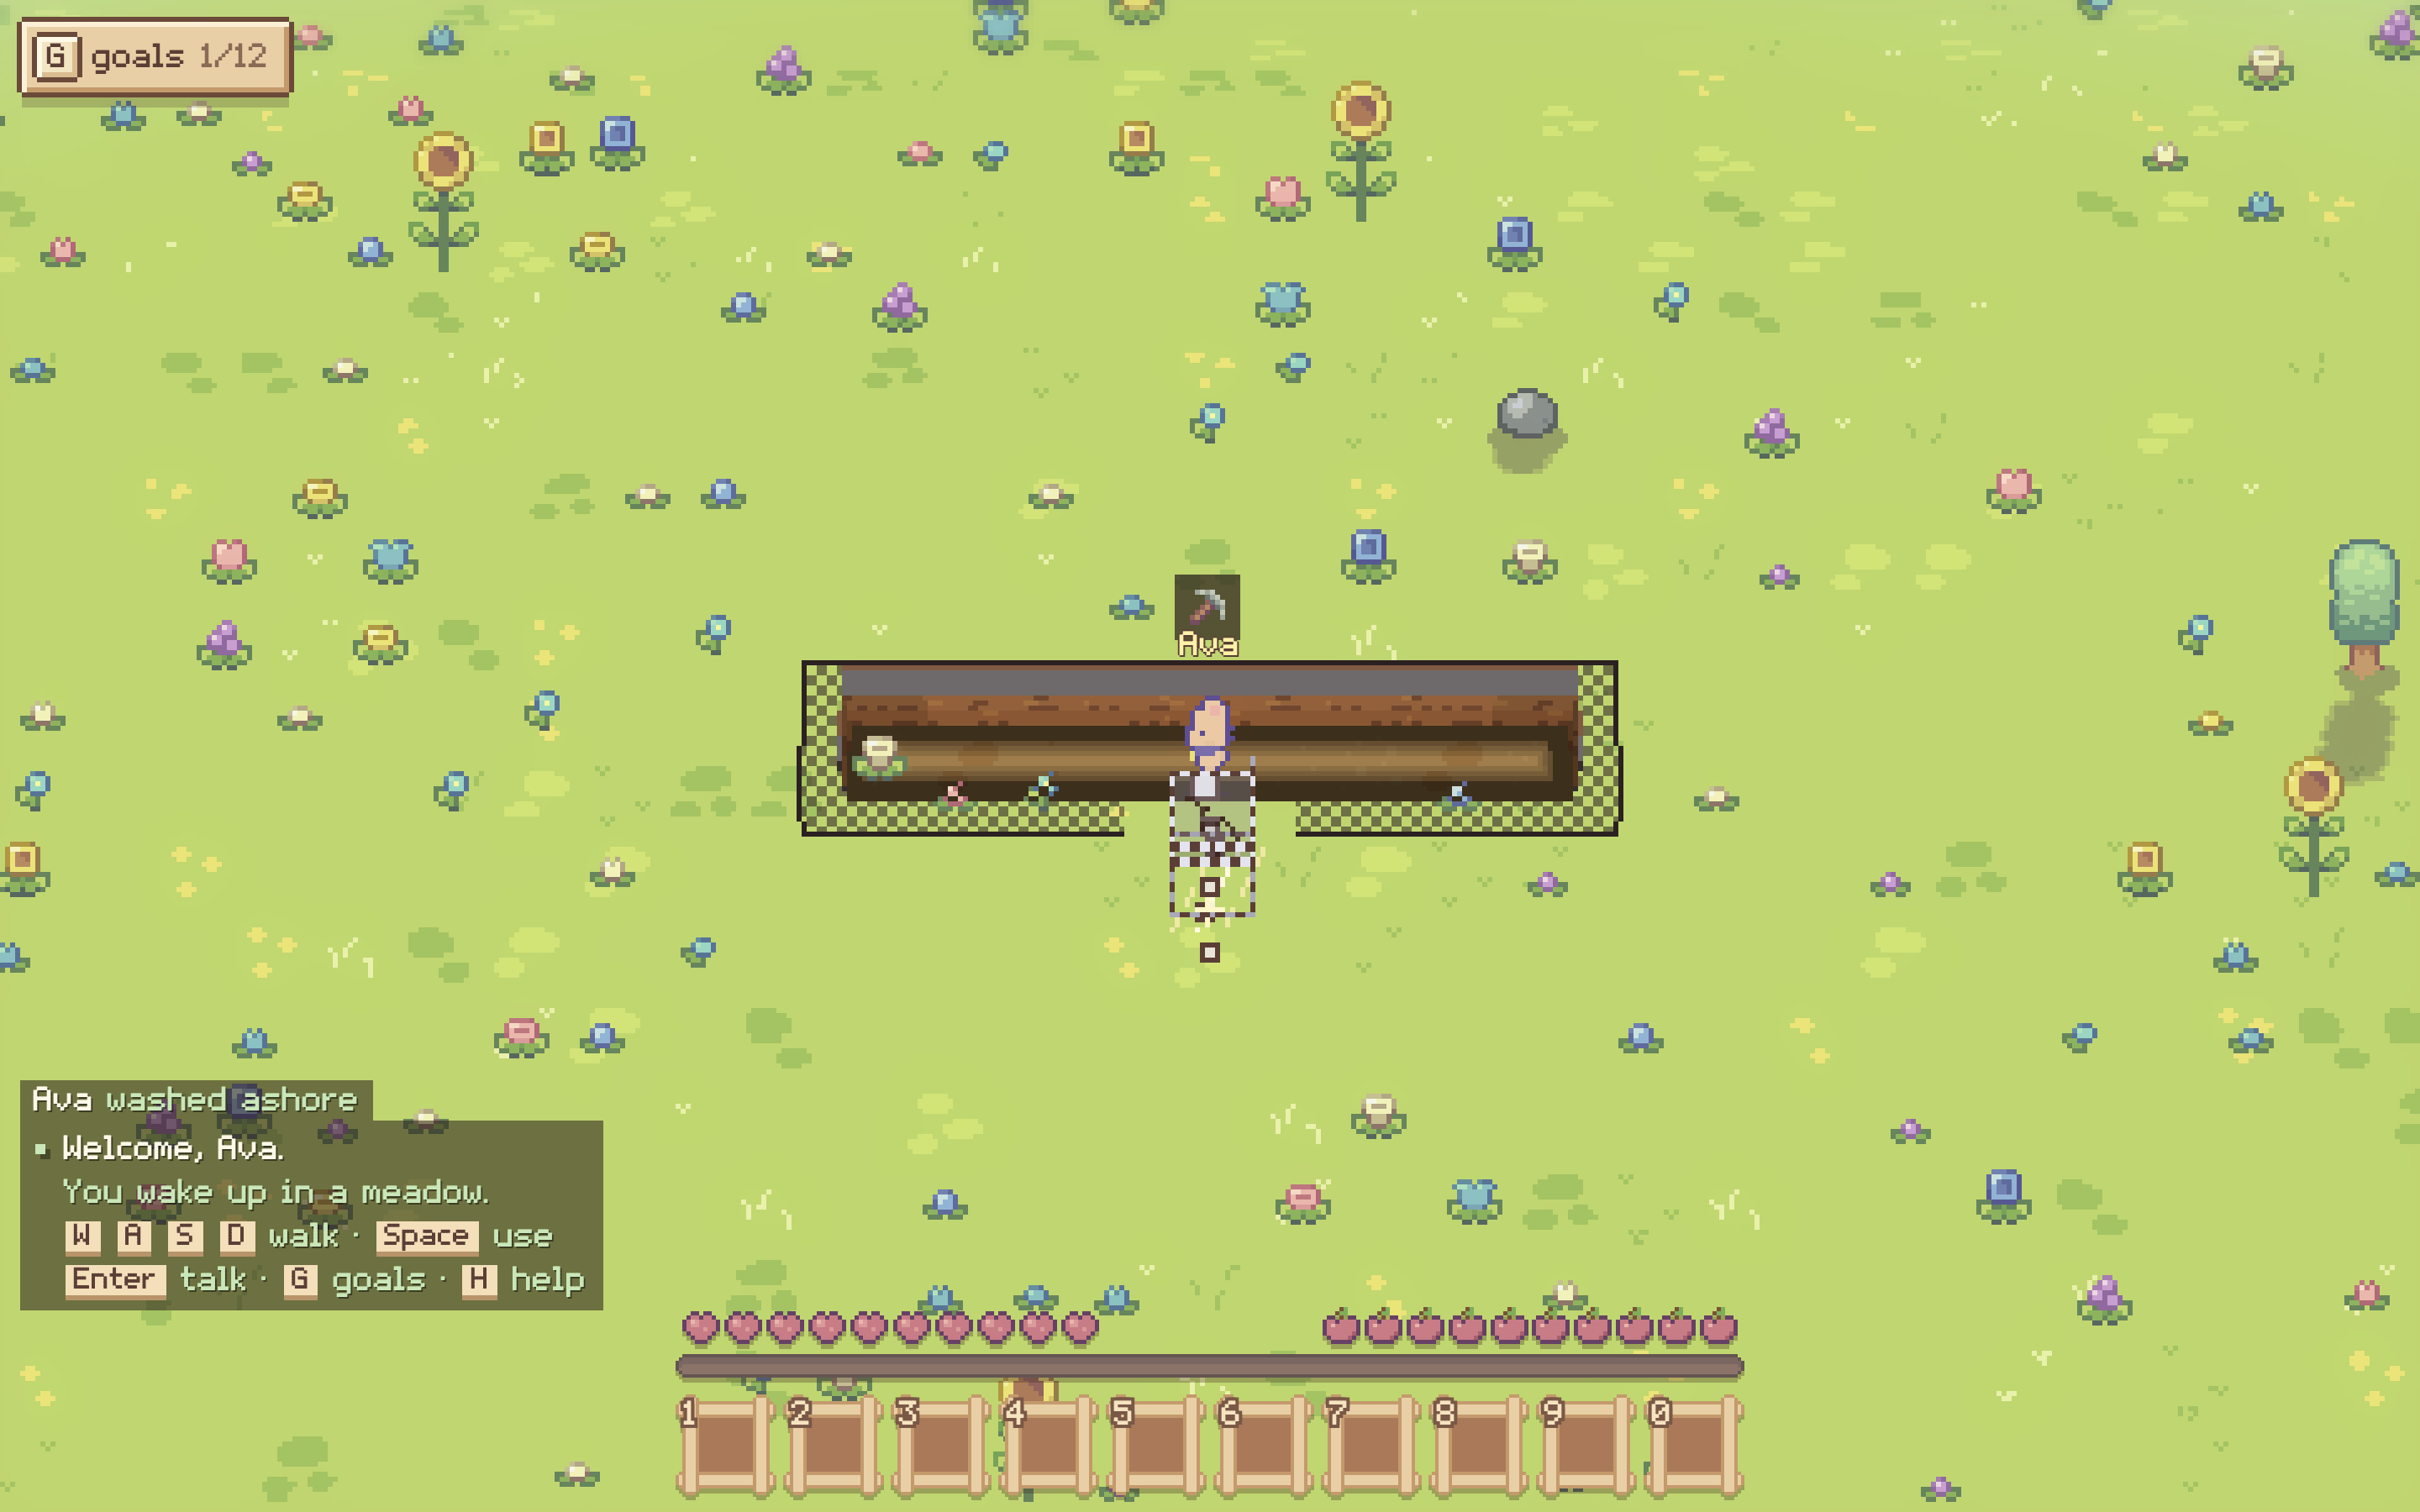 G goals 1/12
Ava
Ava washed ashore
Welcome, Ava.
You wake up in a meadow.
W A S D walk · Space use
Enter talk · G goals · H help
1 2 3 4 5 6 7 8 9 0